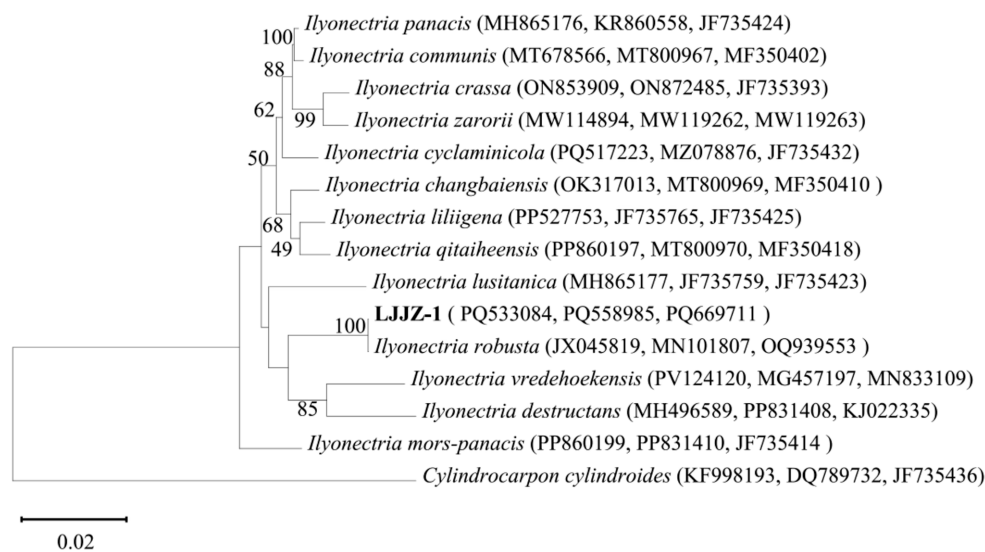 Ilyonectria panacis (MH865176, KR860558, JF735424)
100
Ilyonectria communis (MT678566, MT800967, MF350402)
88
Ilyonectria crassa (ON853909, ON872485, JF735393)
62
99
Ilyonectria zarorii (MW114894, MW119262, MW119263)
50
Ilyonectria cyclaminicola (PQ517223, MZ078876, JF735432)
Ilyonectria changbaiensis (OK317013, MT800969, MF350410 )
68
Ilyonectria liliigena (PP527753, JF735765, JF735425)
49
Ilyonectria qitaiheensis (PP860197, MT800970, MF350418)
Ilyonectria lusitanica (MH865177, JF735759, JF735423)
LJJZ-1 ( PQ533084, PQ558985, PQ669711 )
100
Ilyonectria robusta (JX045819, MN101807, OQ939553 )
Ilyonectria vredehoekensis (PV124120, MG457197, MN833109)
85
Ilyonectria destructans (MH496589, PP831408, KJ022335)
Ilyonectria mors-panacis (PP860199, PP831410, JF735414 )
Cylindrocarpon cylindroides (KF998193, DQ789732, JF735436)
0.02